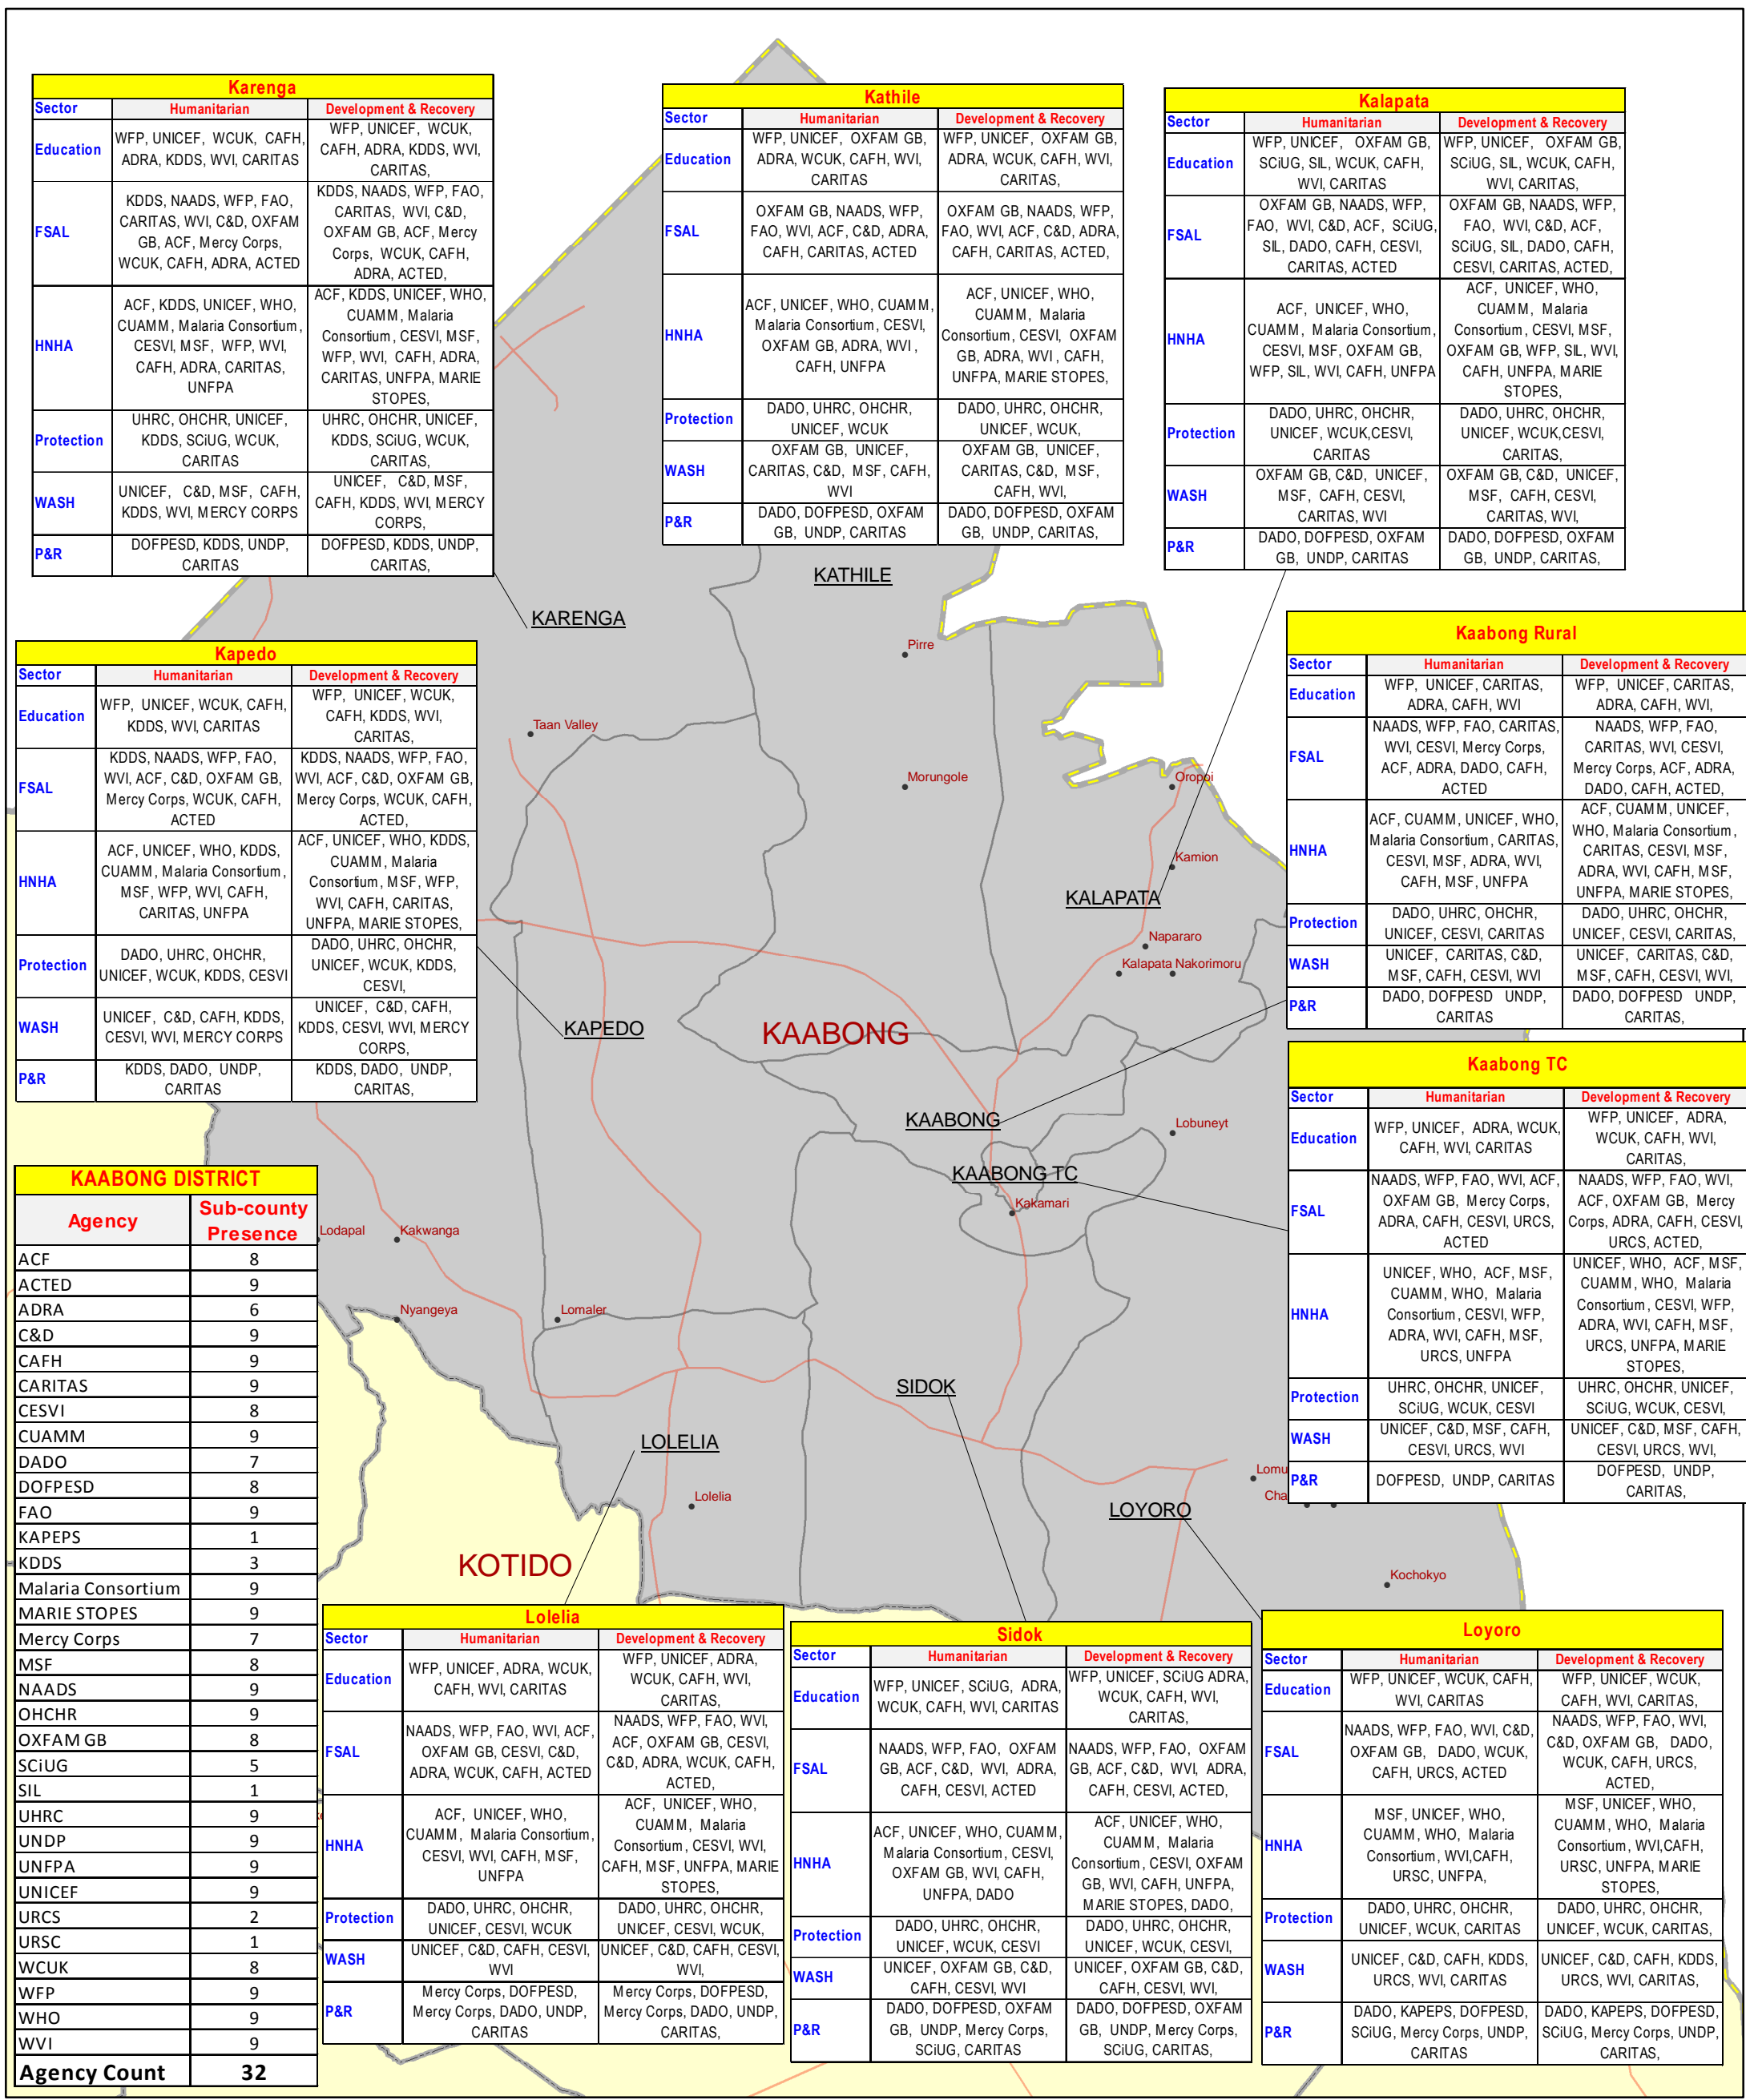 Karenga
Sector Humanitarian Development & Recovery
Education
WFP, UNICEF, WCUK, CAFH,
ADRA, KDDS, WVI, CARITAS
WFP, UNICEF, WCUK,
CAFH, ADRA, KDDS, WVI,
CARITAS,
FSAL
KDDS, NAADS, WFP, FAO,
CARITAS, WVI, C&D, OXFAM
GB, ACF, Mercy Corps,
WCUK, CAFH, ADRA, ACTED
KDDS, NAADS, WFP, FAO,
CARITAS, WVI, C&D,
OXFAM GB, ACF, Mercy
Corps, WCUK, CAFH,
ADRA, ACTED,
HNHA
ACF, KDDS, UNICEF, WHO,
CUAMM, Malaria Consortium,
CESVI, MSF, WFP, WVI,
CAFH, ADRA, CARITAS,
UNFPA
ACF, KDDS, UNICEF, WHO,
CUAMM, Malaria
Consortium, CESVI, MSF,
WFP, WVI, CAFH, ADRA,
CARITAS, UNFPA, MARIE
STOPES,
Protection
UHRC, OHCHR, UNICEF,
KDDS, SCiUG, WCUK,
CARITAS
UHRC, OHCHR, UNICEF,
KDDS, SCiUG, WCUK,
CARITAS,
WASH
UNICEF, C&D, MSF, CAFH,
KDDS, WVI, MERCY CORPS
UNICEF, C&D, MSF,
CAFH, KDDS, WVI, MERCY
CORPS,
P&R
DOFPESD, KDDS, UNDP,
CARITAS
DOFPESD, KDDS, UNDP,
CARITAS,
Kathile
Sector Humanitarian Development & Recovery
Education
WFP, UNICEF, OXFAM GB,
ADRA, WCUK, CAFH, WVI,
CARITAS
WFP, UNICEF, OXFAM GB,
ADRA, WCUK, CAFH, WVI,
CARITAS,
FSAL
OXFAM GB, NAADS, WFP,
FAO, WVI, ACF, C&D, ADRA,
CAFH, CARITAS, ACTED
OXFAM GB, NAADS, WFP,
FAO, WVI, ACF, C&D, ADRA,
CAFH, CARITAS, ACTED,
HNHA
ACF, UNICEF, WHO, CUAMM,
Malaria Consortium, CESVI,
OXFAM GB, ADRA, WVI ,
CAFH, UNFPA
ACF, UNICEF, WHO,
CUAMM, Malaria
Consortium, CESVI, OXFAM
GB, ADRA, WVI , CAFH,
UNFPA, MARIE STOPES,
Protection
DADO, UHRC, OHCHR,
UNICEF, WCUK
DADO, UHRC, OHCHR,
UNICEF, WCUK,
WASH
OXFAM GB, UNICEF,
CARITAS, C&D, MSF, CAFH,
WVI
OXFAM GB, UNICEF,
CARITAS, C&D, MSF,
CAFH, WVI,
P&R
DADO, DOFPESD, OXFAM
GB, UNDP, CARITAS
DADO, DOFPESD, OXFAM
GB, UNDP, CARITAS,
Kalapata
Sector Humanitarian Development & Recovery
Education
WFP, UNICEF, OXFAM GB,
SCiUG, SIL, WCUK, CAFH,
WVI, CARITAS
WFP, UNICEF, OXFAM GB,
SCiUG, SIL, WCUK, CAFH,
WVI, CARITAS,
FSAL
OXFAM GB, NAADS, WFP,
FAO, WVI, C&D, ACF, SCiUG,
SIL, DADO, CAFH, CESVI,
CARITAS, ACTED
OXFAM GB, NAADS, WFP,
FAO, WVI, C&D, ACF,
SCiUG, SIL, DADO, CAFH,
CESVI, CARITAS, ACTED,
HNHA
ACF, UNICEF, WHO,
CUAMM, Malaria Consortium,
CESVI, MSF, OXFAM GB,
WFP, SIL, WVI, CAFH, UNFPA
ACF, UNICEF, WHO,
CUAMM, Malaria
Consortium, CESVI, MSF,
OXFAM GB, WFP, SIL, WVI,
CAFH, UNFPA, MARIE
STOPES,
Protection
DADO, UHRC, OHCHR,
UNICEF, WCUK,CESVI,
CARITAS
DADO, UHRC, OHCHR,
UNICEF, WCUK,CESVI,
CARITAS,
WASH
OXFAM GB, C&D, UNICEF,
MSF, CAFH, CESVI,
CARITAS, WVI
OXFAM GB, C&D, UNICEF,
MSF, CAFH, CESVI,
CARITAS, WVI,
P&R
DADO, DOFPESD, OXFAM
GB, UNDP, CARITAS
DADO, DOFPESD, OXFAM
GB, UNDP, CARITAS,
KATHILE
KARENGA
Pirre
Taan Valley
Morungole
Oropoi
Kamion
KALAPATA
Napararo
Kalapata Nakorimoru
KAPEDO
KAABONG
KAABONG
Lobuneyt
KAABONG TC
Kakamari
Lodapal
Kakwanga
Nyangeya
Lomaler
SIDOK
LOLELIA
Lolelia
Lomu
Cha
LOYORO
KOTIDO
Kochokyo
Kapedo
Sector Humanitarian Development & Recovery
Education
WFP, UNICEF, WCUK, CAFH,
KDDS, WVI, CARITAS
WFP, UNICEF, WCUK,
CAFH, KDDS, WVI,
CARITAS,
FSAL
KDDS, NAADS, WFP, FAO,
WVI, ACF, C&D, OXFAM GB,
Mercy Corps, WCUK, CAFH,
ACTED
KDDS, NAADS, WFP, FAO,
WVI, ACF, C&D, OXFAM GB,
Mercy Corps, WCUK, CAFH,
ACTED,
HNHA
ACF, UNICEF, WHO, KDDS,
CUAMM, Malaria Consortium,
MSF, WFP, WVI, CAFH,
CARITAS, UNFPA
ACF, UNICEF, WHO, KDDS,
CUAMM, Malaria
Consortium, MSF, WFP,
WVI, CAFH, CARITAS,
UNFPA, MARIE STOPES,
Protection
DADO, UHRC, OHCHR,
UNICEF, WCUK, KDDS, CESVI
DADO, UHRC, OHCHR,
UNICEF, WCUK, KDDS,
CESVI,
WASH
UNICEF, C&D, CAFH, KDDS,
CESVI, WVI, MERCY CORPS
UNICEF, C&D, CAFH,
KDDS, CESVI, WVI, MERCY
CORPS,
P&R
KDDS, DADO, UNDP,
CARITAS
KDDS, DADO, UNDP,
CARITAS,
Kaabong Rural
Sector Humanitarian Development & Recovery
Education
WFP, UNICEF, CARITAS,
ADRA, CAFH, WVI
WFP, UNICEF, CARITAS,
ADRA, CAFH, WVI,
FSAL
NAADS, WFP, FAO, CARITAS,
WVI, CESVI, Mercy Corps,
ACF, ADRA, DADO, CAFH,
ACTED
NAADS, WFP, FAO,
CARITAS, WVI, CESVI,
Mercy Corps, ACF, ADRA,
DADO, CAFH, ACTED,
HNHA
ACF, CUAMM, UNICEF, WHO,
Malaria Consortium, CARITAS,
CESVI, MSF, ADRA, WVI,
CAFH, MSF, UNFPA
ACF, CUAMM, UNICEF,
WHO, Malaria Consortium,
CARITAS, CESVI, MSF,
ADRA, WVI, CAFH, MSF,
UNFPA, MARIE STOPES,
Protection
DADO, UHRC, OHCHR,
UNICEF, CESVI, CARITAS
DADO, UHRC, OHCHR,
UNICEF, CESVI, CARITAS,
WASH
UNICEF, CARITAS, C&D,
MSF, CAFH, CESVI, WVI
UNICEF, CARITAS, C&D,
MSF, CAFH, CESVI, WVI,
P&R
DADO, DOFPESD UNDP,
CARITAS
DADO, DOFPESD UNDP,
CARITAS,
Kaabong TC
Sector Humanitarian Development & Recovery
Education
WFP, UNICEF, ADRA, WCUK,
CAFH, WVI, CARITAS
WFP, UNICEF, ADRA,
WCUK, CAFH, WVI,
CARITAS,
FSAL
NAADS, WFP, FAO, WVI, ACF,
OXFAM GB, Mercy Corps,
ADRA, CAFH, CESVI, URCS,
ACTED
NAADS, WFP, FAO, WVI,
ACF, OXFAM GB, Mercy
Corps, ADRA, CAFH, CESVI,
URCS, ACTED,
HNHA
UNICEF, WHO, ACF, MSF,
CUAMM, WHO, Malaria
Consortium, CESVI, WFP,
ADRA, WVI, CAFH, MSF,
URCS, UNFPA
UNICEF, WHO, ACF, MSF,
CUAMM, WHO, Malaria
Consortium, CESVI, WFP,
ADRA, WVI, CAFH, MSF,
URCS, UNFPA, MARIE
STOPES,
Protection
UHRC, OHCHR, UNICEF,
SCiUG, WCUK, CESVI
UHRC, OHCHR, UNICEF,
SCiUG, WCUK, CESVI,
WASH
UNICEF, C&D, MSF, CAFH,
CESVI, URCS, WVI
UNICEF, C&D, MSF, CAFH,
CESVI, URCS, WVI,
P&R
DOFPESD, UNDP, CARITAS
DOFPESD, UNDP,
CARITAS,
KAABONG DISTRICT
Agency Sub-county Presence
ACF 8
ACTED 9
ADRA 6
C&D 9
CAFH 9
CARITAS 9
CESVI 8
CUAMM 9
DADO 7
DOFPESD 8
FAO 9
KAPEPS 1
KDDS 3
Malaria Consortium 9
MARIE STOPES 9
Mercy Corps 7
MSF 8
NAADS 9
OHCHR 9
OXFAM GB 8
SCiUG 5
SIL 1
UHRC 9
UNDP 9
UNFPA 9
UNICEF 9
URCS 2
URSC 1
WCUK 8
WFP 9
WHO 9
WVI 9
Agency Count 32
Lolelia
Sector Humanitarian Development & Recovery
Education
WFP, UNICEF, ADRA, WCUK,
CAFH, WVI, CARITAS
WFP, UNICEF, ADRA,
WCUK, CAFH, WVI,
CARITAS,
FSAL
NAADS, WFP, FAO, WVI, ACF,
OXFAM GB, CESVI, C&D,
ADRA, WCUK, CAFH, ACTED
NAADS, WFP, FAO, WVI,
ACF, OXFAM GB, CESVI,
C&D, ADRA, WCUK, CAFH,
ACTED,
HNHA
ACF, UNICEF, WHO,
CUAMM, Malaria Consortium,
CESVI, WVI, CAFH, MSF,
UNFPA
ACF, UNICEF, WHO,
CUAMM, Malaria
Consortium, CESVI, WVI,
CAFH, MSF, UNFPA, MARIE
STOPES,
Protection
DADO, UHRC, OHCHR,
UNICEF, CESVI, WCUK
DADO, UHRC, OHCHR,
UNICEF, CESVI, WCUK,
WASH
UNICEF, C&D, CAFH, CESVI,
WVI
UNICEF, C&D, CAFH, CESVI,
WVI,
P&R
Mercy Corps, DOFPESD,
Mercy Corps, DADO, UNDP,
CARITAS
Mercy Corps, DOFPESD,
Mercy Corps, DADO, UNDP,
CARITAS,
Sidok
Sector Humanitarian Development & Recovery
Education
WFP, UNICEF, SCiUG, ADRA,
WCUK, CAFH, WVI, CARITAS
WFP, UNICEF, SCiUG ADRA,
WCUK, CAFH, WVI,
CARITAS,
FSAL
NAADS, WFP, FAO, OXFAM
GB, ACF, C&D, WVI, ADRA,
CAFH, CESVI, ACTED
NAADS, WFP, FAO, OXFAM
GB, ACF, C&D, WVI, ADRA,
CAFH, CESVI, ACTED,
HNHA
ACF, UNICEF, WHO, CUAMM,
Malaria Consortium, CESVI,
OXFAM GB, WVI, CAFH,
UNFPA, DADO
ACF, UNICEF, WHO,
CUAMM, Malaria
Consortium, CESVI, OXFAM
GB, WVI, CAFH, UNFPA,
MARIE STOPES, DADO,
Protection
DADO, UHRC, OHCHR,
UNICEF, WCUK, CESVI
DADO, UHRC, OHCHR,
UNICEF, WCUK, CESVI,
WASH
UNICEF, OXFAM GB, C&D,
CAFH, CESVI, WVI
UNICEF, OXFAM GB, C&D,
CAFH, CESVI, WVI,
P&R
DADO, DOFPESD, OXFAM
GB, UNDP, Mercy Corps,
SCiUG, CARITAS
DADO, DOFPESD, OXFAM
GB, UNDP, Mercy Corps,
SCiUG, CARITAS,
Loyoro
Sector Humanitarian Development & Recovery
Education
WFP, UNICEF, WCUK, CAFH,
WVI, CARITAS
WFP, UNICEF, WCUK,
CAFH, WVI, CARITAS,
FSAL
NAADS, WFP, FAO, WVI, C&D,
OXFAM GB, DADO, WCUK,
CAFH, URCS, ACTED
NAADS, WFP, FAO, WVI,
C&D, OXFAM GB, DADO,
WCUK, CAFH, URCS,
ACTED,
HNHA
MSF, UNICEF, WHO,
CUAMM, WHO, Malaria
Consortium, WVI,CAFH,
URSC, UNFPA,
MSF, UNICEF, WHO,
CUAMM, WHO, Malaria
Consortium, WVI,CAFH,
URSC, UNFPA, MARIE
STOPES,
Protection
DADO, UHRC, OHCHR,
UNICEF, WCUK, CARITAS
DADO, UHRC, OHCHR,
UNICEF, WCUK, CARITAS,
WASH
UNICEF, C&D, CAFH, KDDS,
URCS, WVI, CARITAS
UNICEF, C&D, CAFH, KDDS,
URCS, WVI, CARITAS,
P&R
DADO, KAPEPS, DOFPESD,
SCiUG, Mercy Corps, UNDP,
CARITAS
DADO, KAPEPS, DOFPESD,
SCiUG, Mercy Corps, UNDP,
CARITAS,